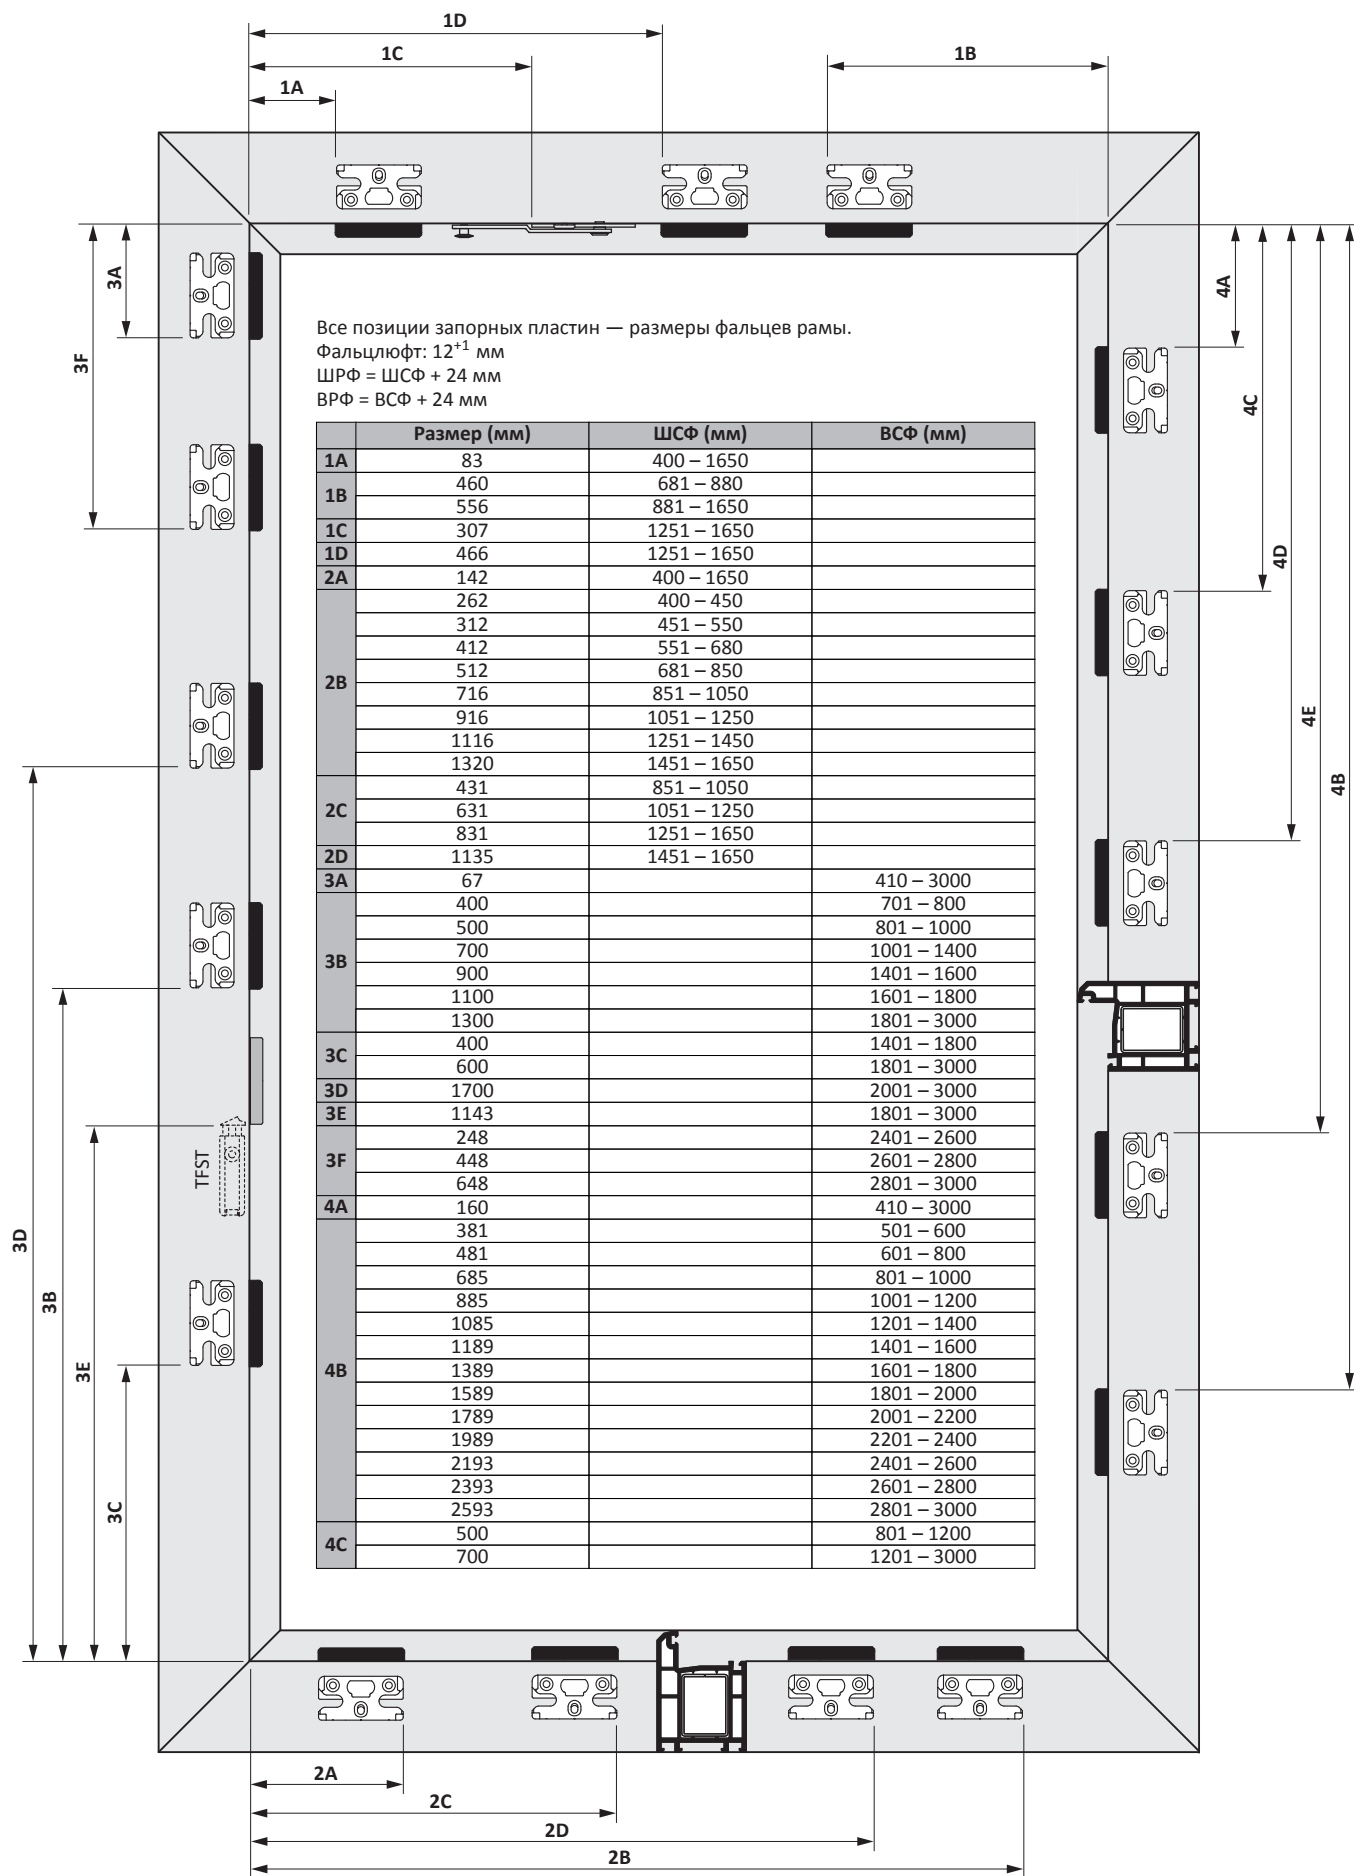 1D
1C
1B
1A
3A
3F
4A
4C
4D
4E
4B
Все позиции запорных пластин — размеры фальцев рамы.
Фальцлюфт: 12+1 мм
ШРФ = ШСФ + 24 мм
ВРФ = ВСФ + 24 мм
Размер (мм) ШСФ (мм) ВСФ (мм)
1A 83 400 – 1650
1B 460 681 – 880
556 881 – 1650
1C 307 1251 – 1650
1D 466 1251 – 1650
2A 142 400 – 1650
2B 262 400 – 450
312 451 – 550
412 551 – 680
512 681 – 850
716 851 – 1050
916 1051 – 1250
1116 1251 – 1450
1320 1451 – 1650
2C 431 851 – 1050
631 1051 – 1250
831 1251 – 1650
2D 1135 1451 – 1650
3A 67 410 – 3000
3B 400 701 – 800
500 801 – 1000
700 1001 – 1400
900 1401 – 1600
1100 1601 – 1800
1300 1801 – 3000
3C 400 1401 – 1800
600 1801 – 3000
3D 1700 2001 – 3000
3E 1143 1801 – 3000
3F 248 2401 – 2600
448 2601 – 2800
648 2801 – 3000
4A 160 410 – 3000
4B 381 501 – 600
481 601 – 800
685 801 – 1000
885 1001 – 1200
1085 1201 – 1400
1189 1401 – 1600
1389 1601 – 1800
1589 1801 – 2000
1789 2001 – 2200
1989 2201 – 2400
2193 2401 – 2600
2393 2601 – 2800
2593 2801 – 3000
4C 500 801 – 1200
700 1201 – 3000
TFST
3D
3B
3E
3C
2A
2C
2D
2B